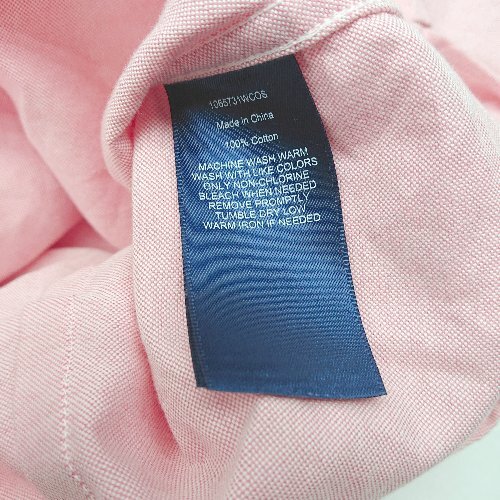 1065731WCOS
Made in China
100% Cotton
MACHINE WASH WARM
WASH WITH LIKE COLORS
ONLY NON-CHLORINE
BLEACH WHEN NEEDED
REMOVE PROMPTLY
TUMBLE DRY LOW
WARM IRON IF NEEDED